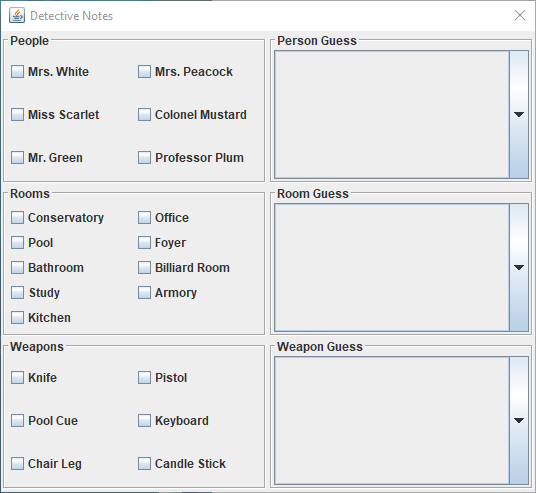 Detective Notes
People
Mrs. White Mrs. Peacock
Miss Scarlet Colonel Mustard
Mr. Green Professor Plum
Person Guess
Rooms
Conservatory Office
Pool Foyer
Bathroom Billiard Room
Study Armory
Kitchen
Room Guess
Weapons
Knife Pistol
Pool Cue Keyboard
Chair Leg Candle Stick
Weapon Guess